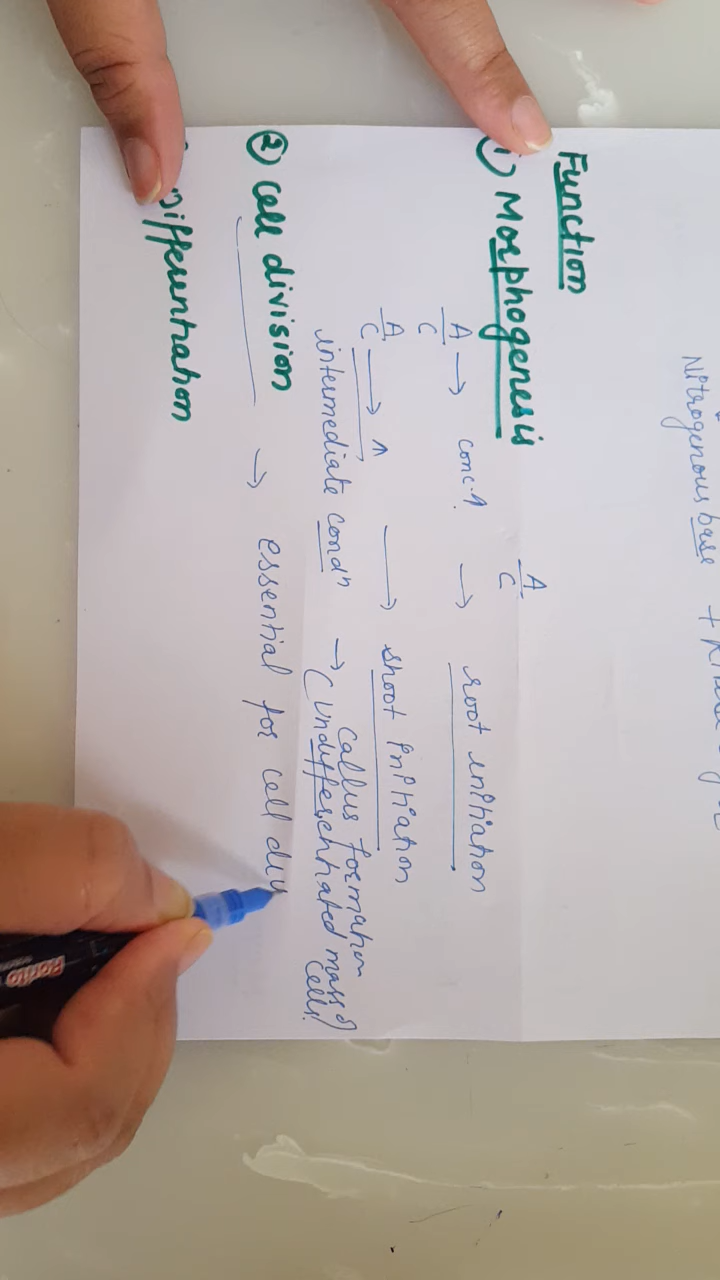 Nitrogenous base +
Function
1) Morphogenesis
A/C
A/C → conc.↑ → root initiation
A/C → ↑ → shoot initiation
intermediate condn → callus formation
(undifferentiated mass of
cells)
② cell division → essential for cell div
Differentiation